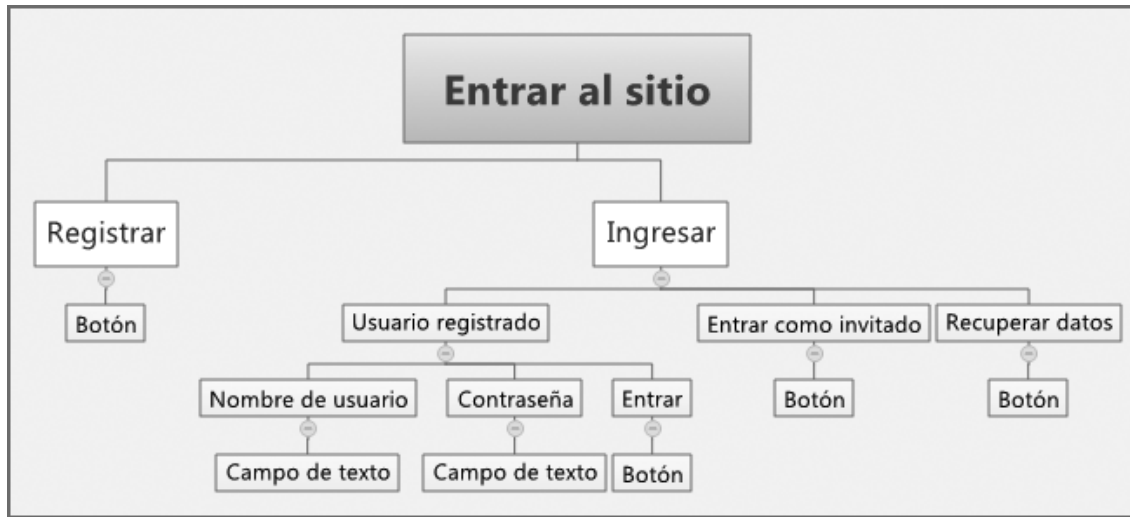 Entrar al sitio
Registrar
Ingresar
Botón
Usuario registrado
Entrar como invitado
Recuperar datos
Nombre de usuario
Contraseña
Entrar
Botón
Botón
Campo de texto
Campo de texto
Botón